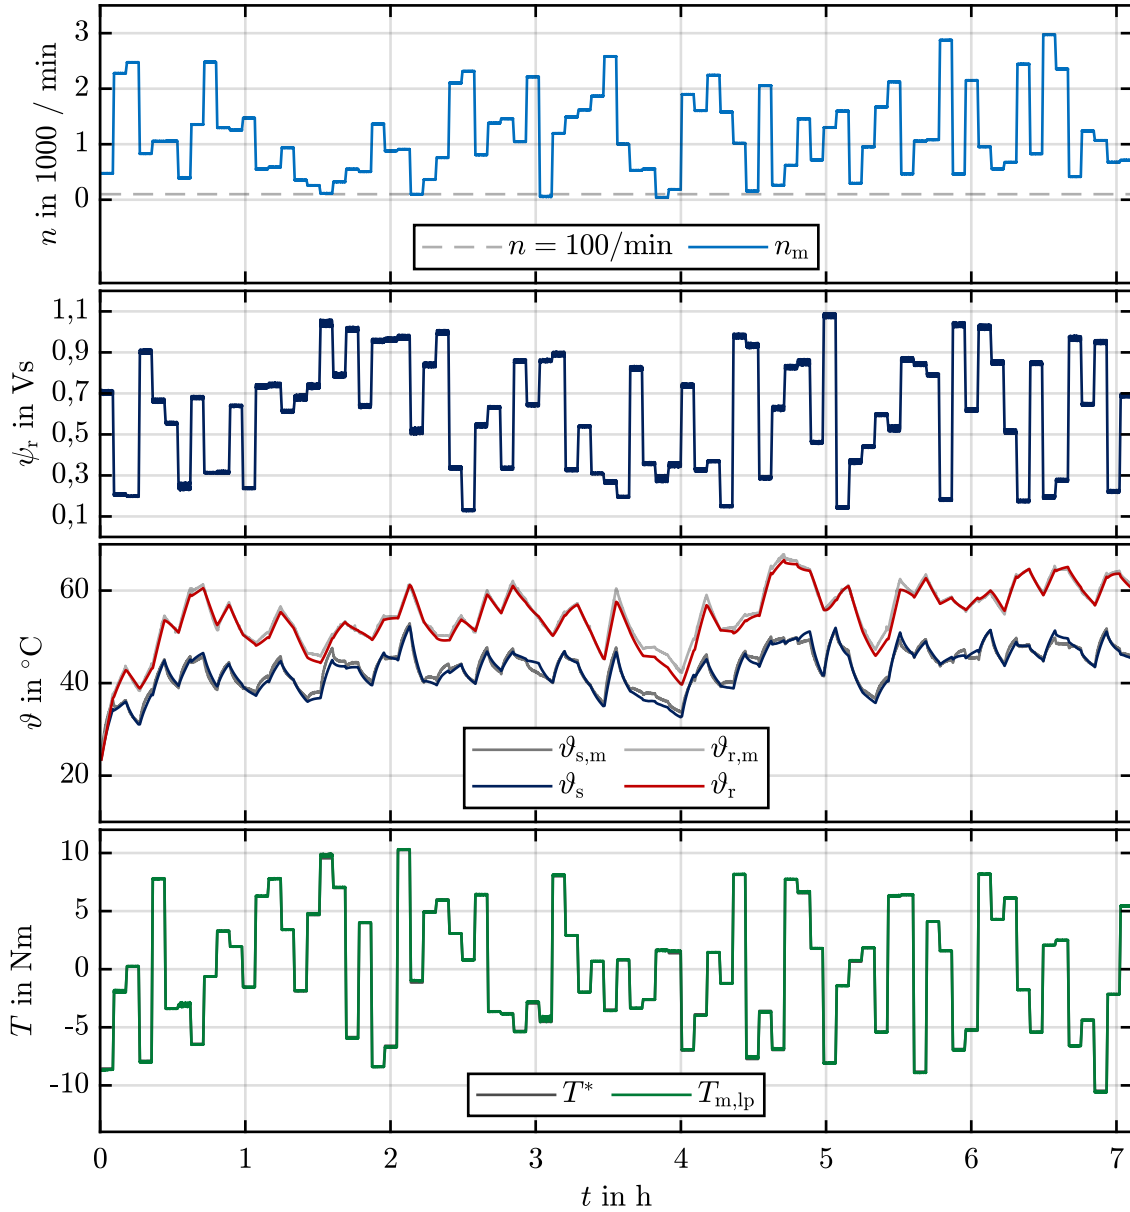 n in 1000 / min
3
2
1
0
n = 100/min n_m
ψ_r in Vs
1,1
0,9
0,7
0,5
0,3
0,1
ϑ in °C
60
40
20
ϑ_s,m ϑ_r,m
ϑ_s ϑ_r
T in Nm
10
5
0
-5
-10
T* T_m,lp
0 1 2 3 4 5 6 7
t in h